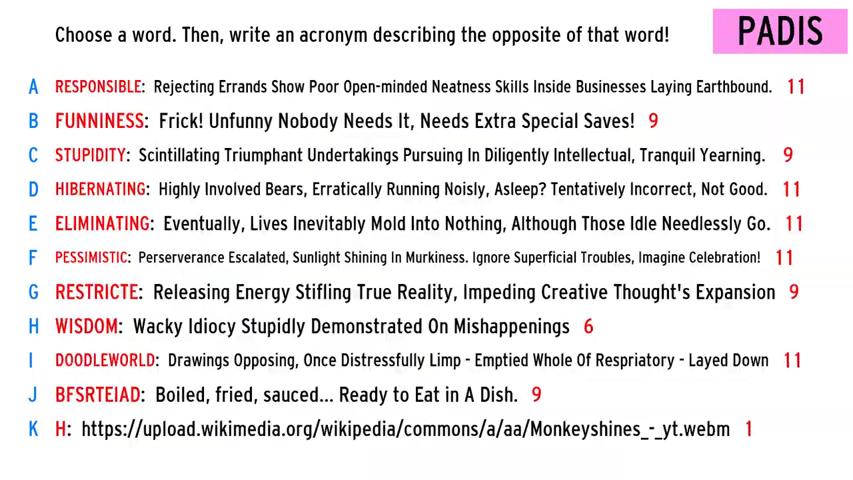 Choose a word. Then, write an acronym describing the opposite of that word!
PADIS
A RESPONSIBLE: Rejecting Errands Show Poor Open-minded Neatness Skills Inside Businesses Laying Earthbound. 11
B FUNNINESS: Frick! Unfunny Nobody Needs It, Needs Extra Special Saves! 9
C STUPIDITY: Scintillating Triumphant Undertakings Pursuing In Diligently Intellectual, Tranquil Yearning. 9
D HIBERNATING: Highly Involved Bears, Erratically Running Noisly, Asleep? Tentatively Incorrect, Not Good. 11
E ELIMINATING: Eventually, Lives Inevitably Mold Into Nothing, Although Those Idle Needlessly Go. 11
F PESSIMISTIC: Perserverance Escalated, Sunlight Shining In Murkiness. Ignore Superficial Troubles, Imagine Celebration! 11
G RESTRICTE: Releasing Energy Stifling True Reality, Impeding Creative Thought's Expansion 9
H WISDOM: Wacky Idiocy Stupidly Demonstrated On Mishappenings 6
I DOODLEWORLD: Drawings Opposing, Once Distressfully Limp - Emptied Whole Of Respriatory - Layed Down 11
J BFSRTEIAD: Boiled, fried, sauced... Ready to Eat in A Dish. 9
K H: https://upload.wikimedia.org/wikipedia/commons/a/aa/Monkeyshines_-_yt.webm 1